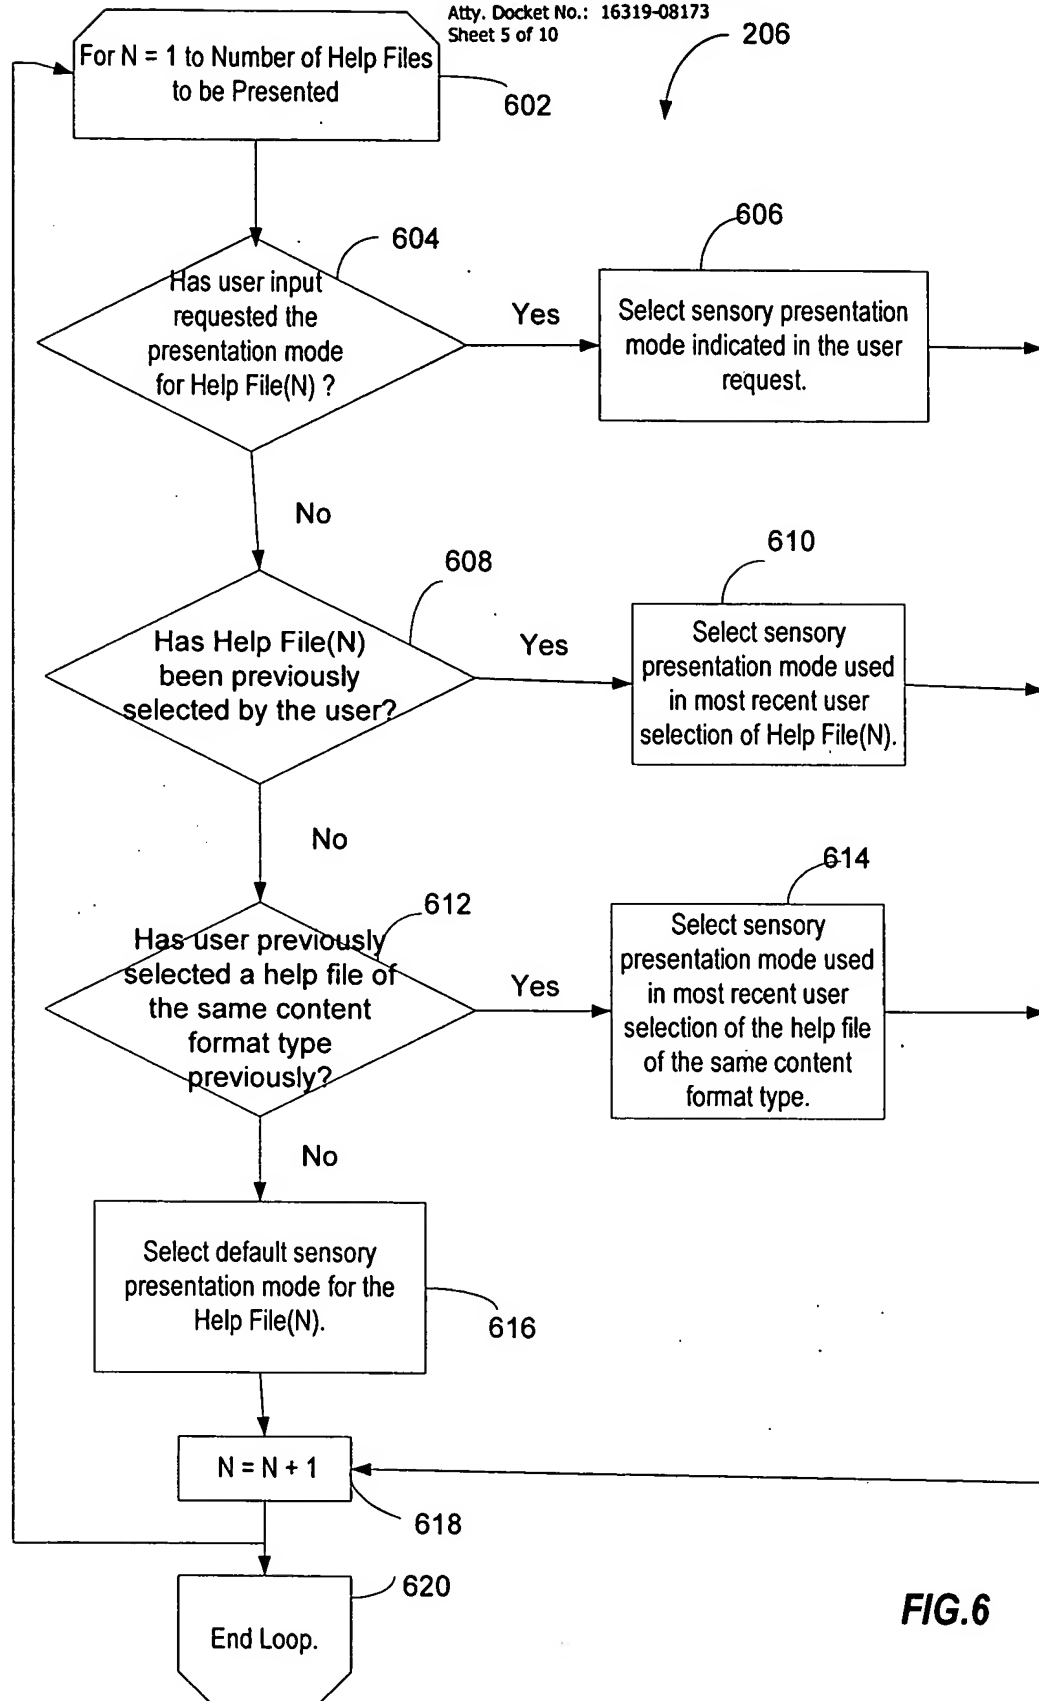 Atty. Docket No.: 16319-08173
Sheet 5 of 10
206
For N = 1 to Number of Help Files
to be Presented
602
604
Has user input
requested the
presentation mode
for Help File(N) ?
Yes
606
Select sensory presentation
mode indicated in the user
request.
No
608
Has Help File(N)
been previously
selected by the user?
Yes
610
Select sensory
presentation mode used
in most recent user
selection of Help File(N).
No
612
Has user previously
selected a help file of
the same content
format type
previously?
Yes
614
Select sensory
presentation mode used
in most recent user
selection of the help file
of the same content
format type.
No
Select default sensory
presentation mode for the
Help File(N).
616
N = N + 1
618
620
End Loop.
FIG.6